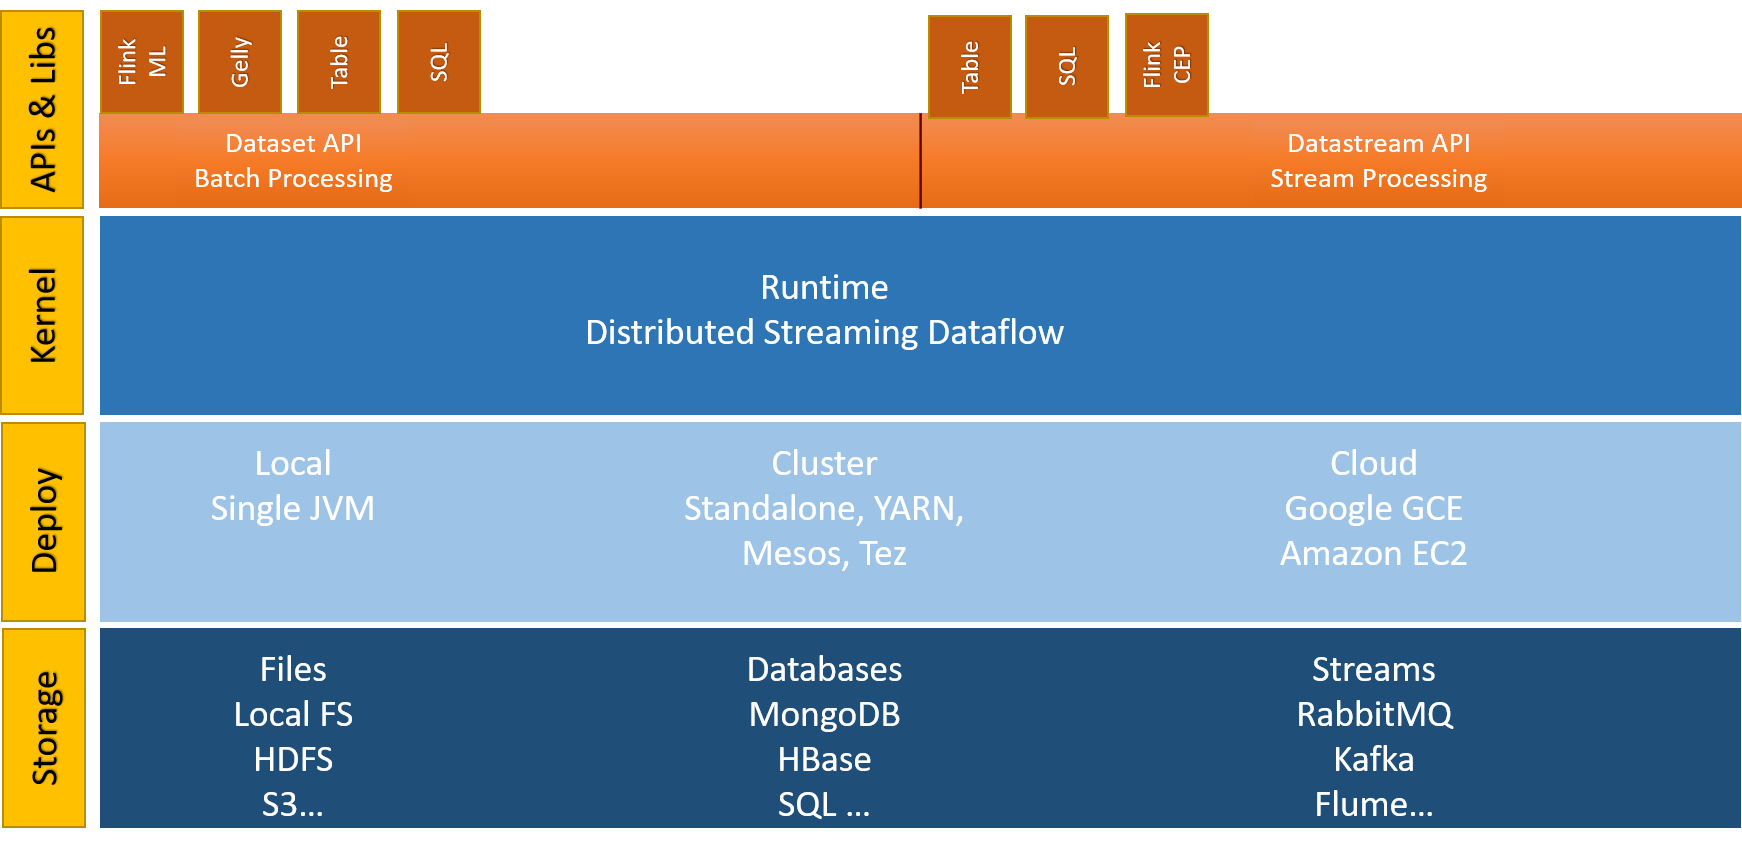 APIs & Libs
Flink
ML
Gelly
Table
SQL
Table
SQL
Flink
CEP
Dataset API
Batch Processing
Datastream API
Stream Processing
Kernel
Runtime
Distributed Streaming Dataflow
Deploy
Local
Single JVM
Cluster
Standalone, YARN,
Mesos, Tez
Cloud
Google GCE
Amazon EC2
Storage
Files
Local FS
HDFS
S3...
Databases
MongoDB
HBase
SQL ...
Streams
RabbitMQ
Kafka
Flume...